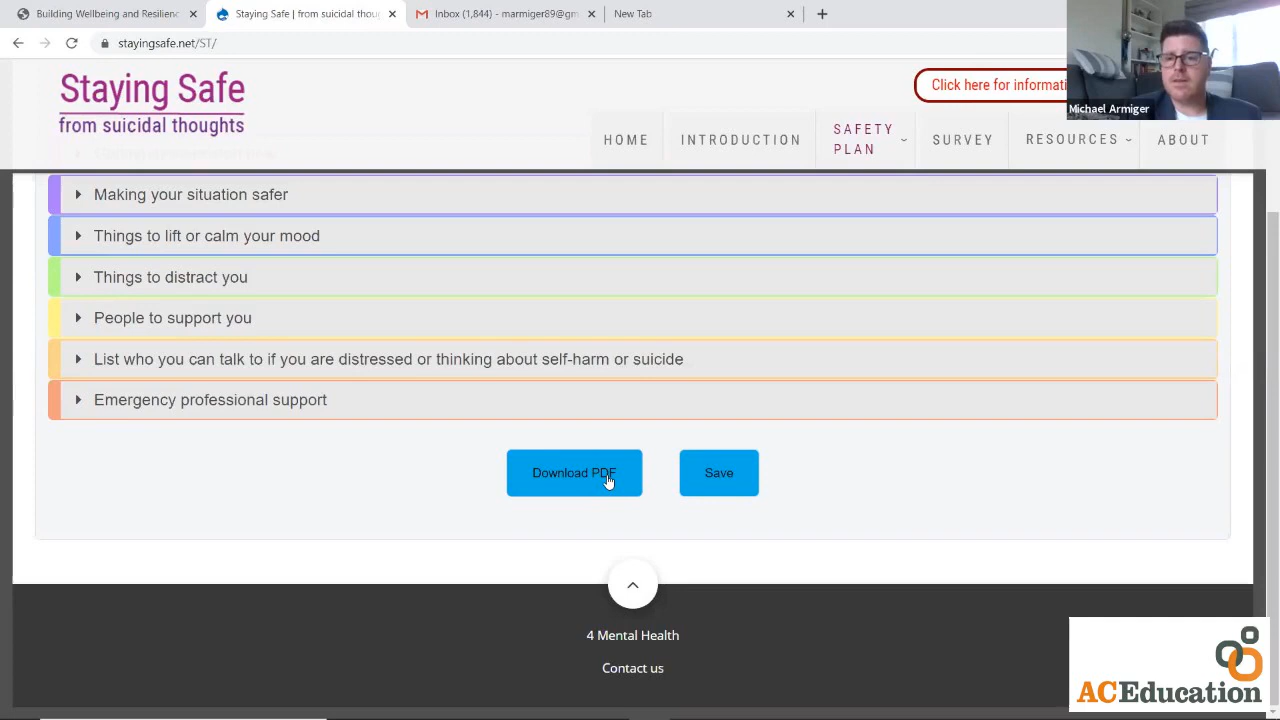 Building Wellbeing and Resilienc
Staying Safe | from suicidal thou
Inbox (1,844) - marmiger89@gm
New Tab
stayingsafe.net/ST/
Staying Safe
from suicidal thoughts
Click here for informati
Michael Armiger
HOME
INTRODUCTION
SAFETY
PLAN
SURVEY
RESOURCES
ABOUT
Making your situation safer
Things to lift or calm your mood
Things to distract you
People to support you
List who you can talk to if you are distressed or thinking about self-harm or suicide
Emergency professional support
Download PDF
Save
4 Mental Health
Contact us
ACEducation